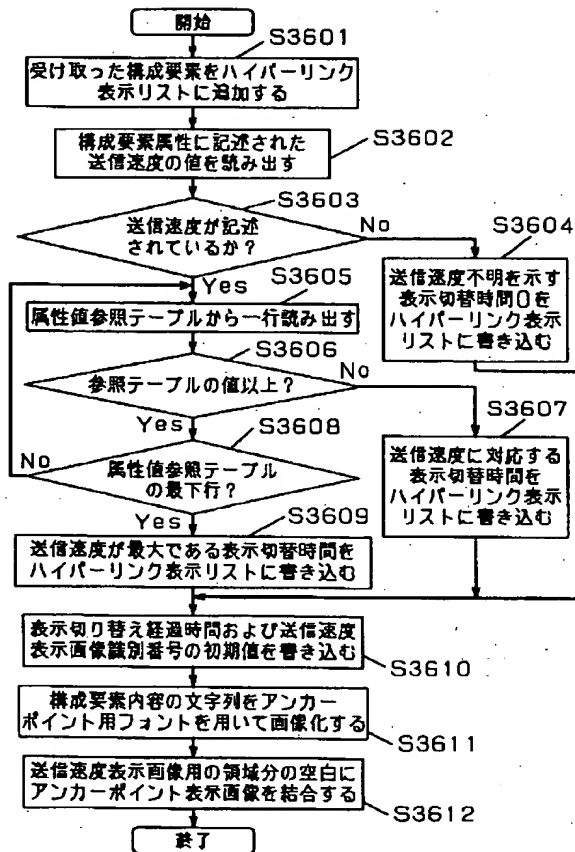 開始
S3601
受け取った構成要素をハイパーリンク
表示リストに追加する
S3602
構成要素属性に記述された
送信速度の値を読み出す
S3603
送信速度が記述
されているか?
No
S3604
送信速度不明を示す
表示切替時間0を
ハイパーリンク表示
リストに書き込む
Yes
S3605
属性値参照テーブルから一行読み出す
S3606
参照テーブルの値以上?
No
S3607
送信速度に対応する
表示切替時間を
ハイパーリンク表示
リストに書き込む
Yes
S3608
No
属性値参照テーブル
の最下行?
Yes
S3609
送信速度が最大である表示切替時間を
ハイパーリンク表示リストに書き込む
表示切り替え経過時間および送信速度
表示画像識別番号の初期値を書き込む
S3610
構成要素内容の文字列をアンカー
ポイント用フォントを用いて画像化する
S3611
送信速度表示画像用の領域分の空白に
アンカーポイント表示画像を結合する
S3612
終了